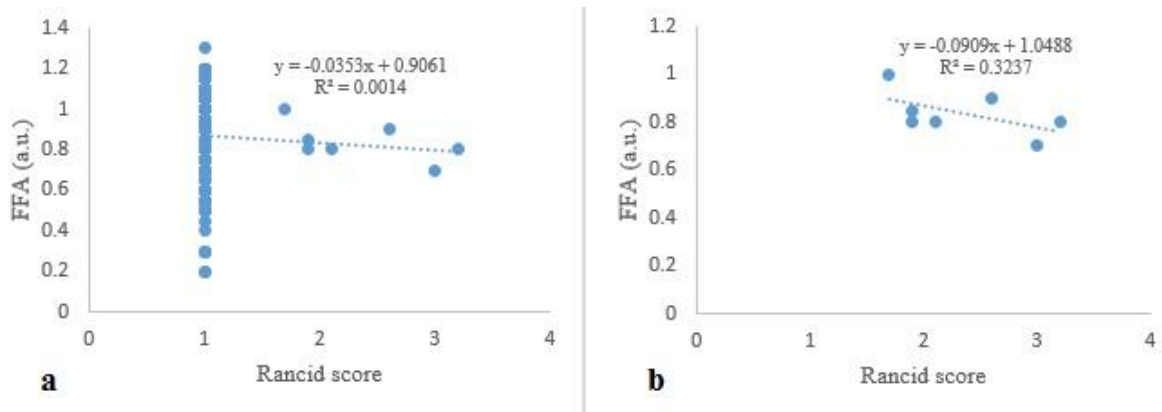 1.4
1.2
1
0.8
0.6
0.4
0.2
0
FFA (a.u.)
y = -0.0353x + 0.9061
R² = 0.0014
0 1 2 3 4
Rancid score
a
1.2
1
0.8
0.6
0.4
0.2
0
FFA (a.u.)
y = -0.0909x + 1.0488
R² = 0.3237
0 1 2 3 4
Rancid score
b